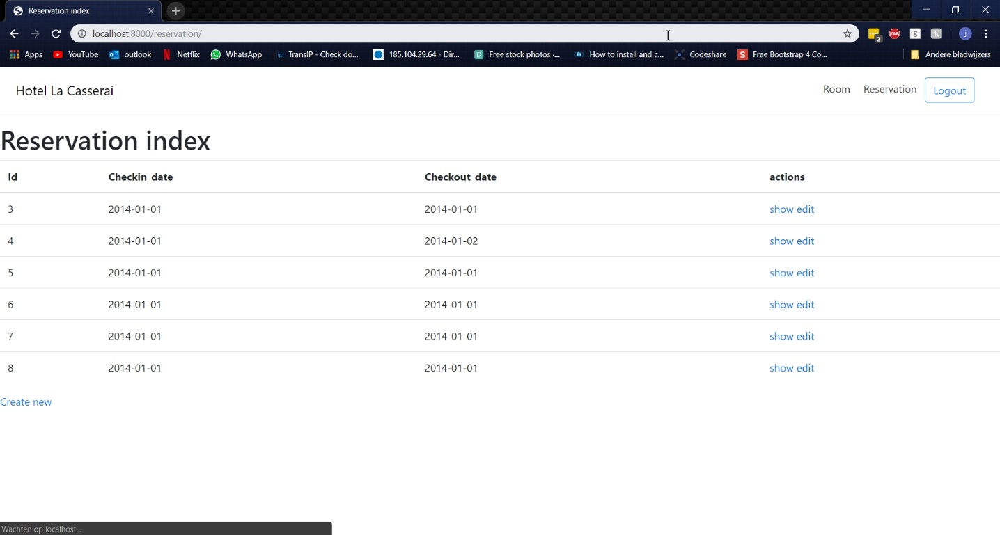 Reservation index
localhost:8000/reservation/
2
j
Apps YouTube outlook Netflix WhatsApp TransIP - Check do... 185.104.29.64 - Dir... Free stock photos ·... How to install and c... Codeshare S Free Bootstrap 4 Co... Andere bladwijzers
Hotel La Casserai Room Reservation Logout
Reservation index
Id Checkin_date Checkout_date actions
3 2014-01-01 2014-01-01 show edit
4 2014-01-01 2014-01-02 show edit
5 2014-01-01 2014-01-01 show edit
6 2014-01-01 2014-01-01 show edit
7 2014-01-01 2014-01-01 show edit
8 2014-01-01 2014-01-01 show edit
Create new
Wachten op localhost...